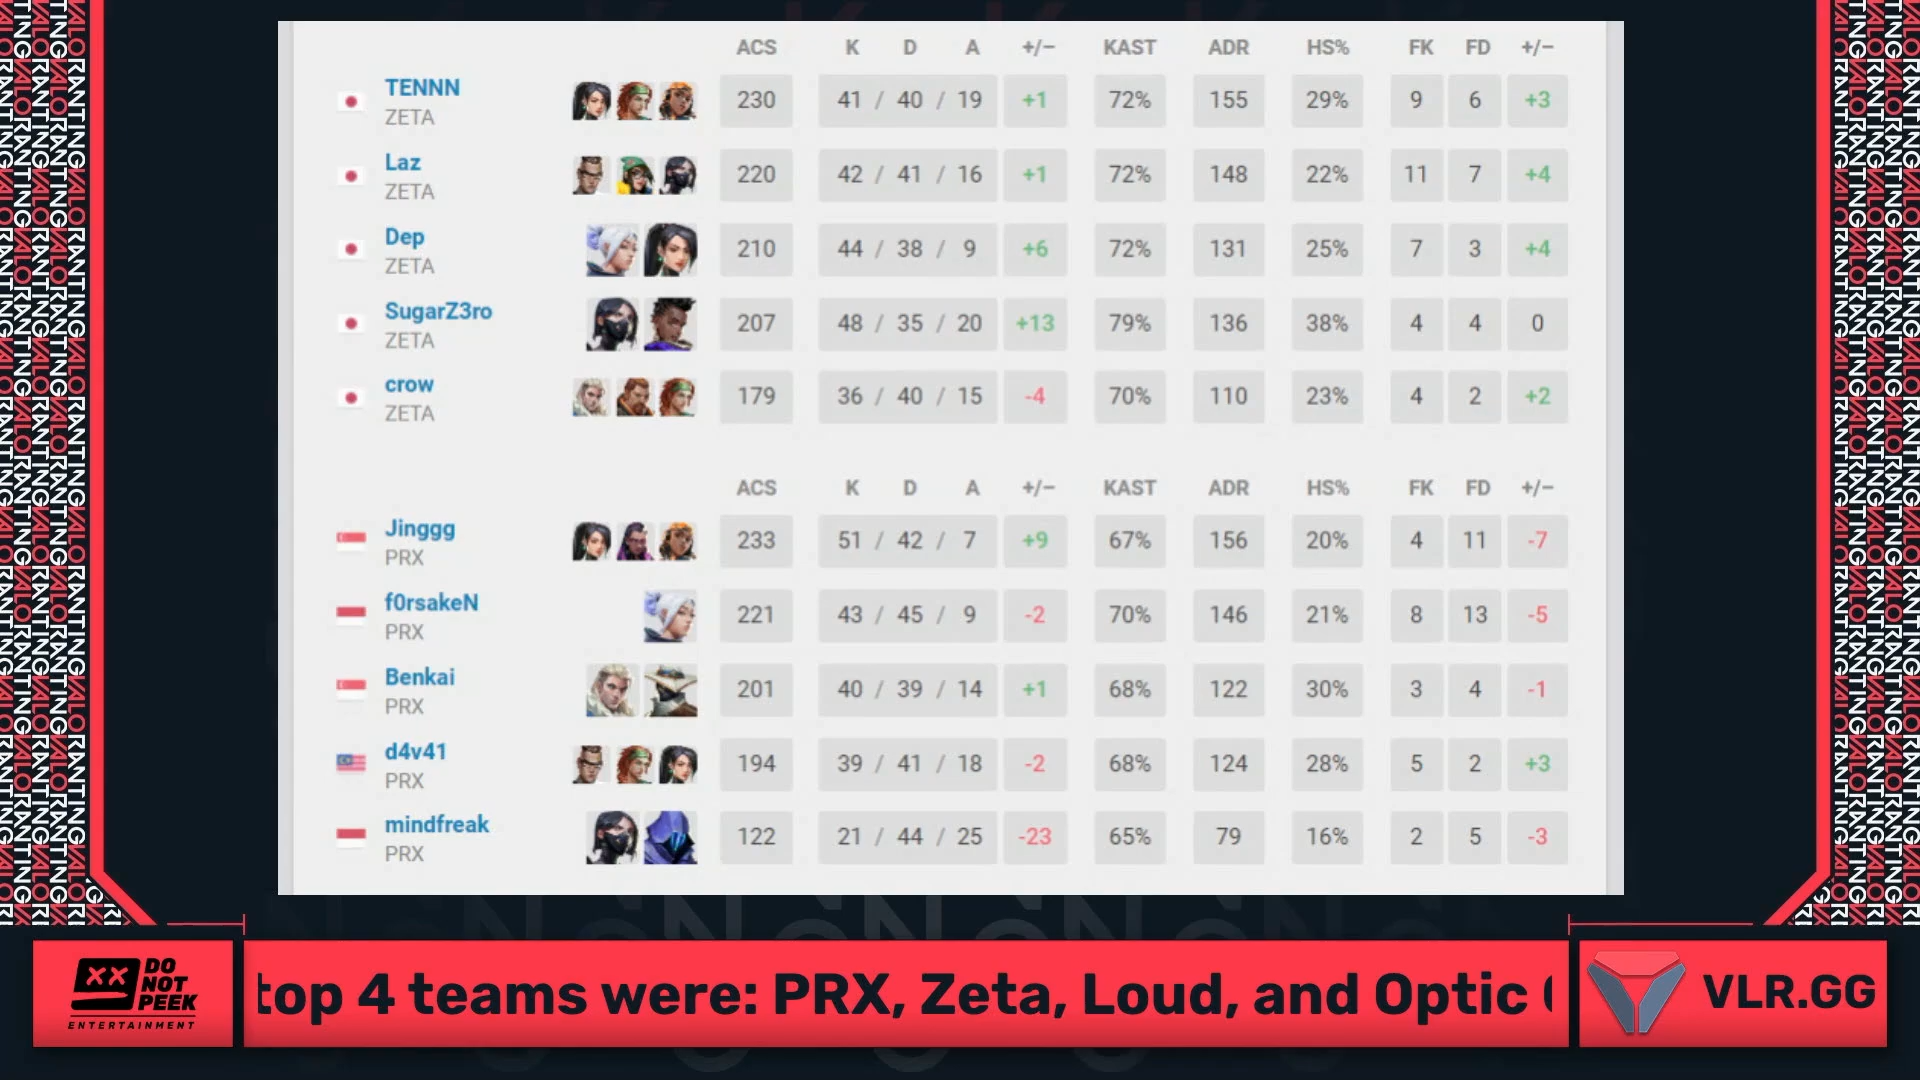 ACS K D A +/− KAST ADR HS% FK FD +/−
TENNN
ZETA
230 41 / 40 / 19 +1 72% 155 29% 9 6 +3
Laz
ZETA
220 42 / 41 / 16 +1 72% 148 22% 11 7 +4
Dep
ZETA
210 44 / 38 / 9 +6 72% 131 25% 7 3 +4
SugarZ3ro
ZETA
207 48 / 35 / 20 +13 79% 136 38% 4 4 0
crow
ZETA
179 36 / 40 / 15 -4 70% 110 23% 4 2 +2
ACS K D A +/− KAST ADR HS% FK FD +/−
Jinggg
PRX
233 51 / 42 / 7 +9 67% 156 20% 4 11 -7
f0rsakeN
PRX
221 43 / 45 / 9 -2 70% 146 21% 8 13 -5
Benkai
PRX
201 40 / 39 / 14 +1 68% 122 30% 3 4 -1
d4v41
PRX
194 39 / 41 / 18 -2 68% 124 28% 5 2 +3
mindfreak
PRX
122 21 / 44 / 25 -23 65% 79 16% 2 5 -3
DO
NOT
PEEK
ENTERTAINMENT
top 4 teams were: PRX, Zeta, Loud, and Optic
VLR.GG
VALORANTING